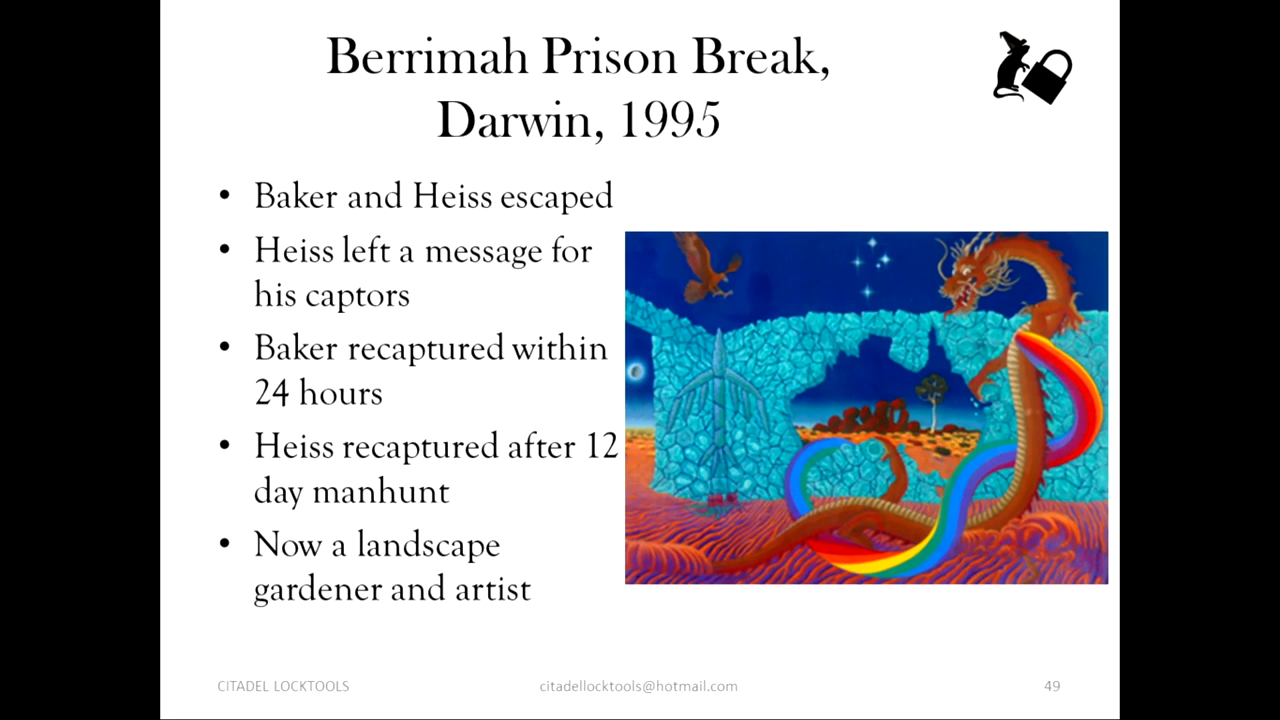 Berrimah Prison Break,
Darwin, 1995
• Baker and Heiss escaped
• Heiss left a message for
his captors
• Baker recaptured within
24 hours
• Heiss recaptured after 12
day manhunt
• Now a landscape
gardener and artist
CITADEL LOCKTOOLS
citadellocktools@hotmail.com
49